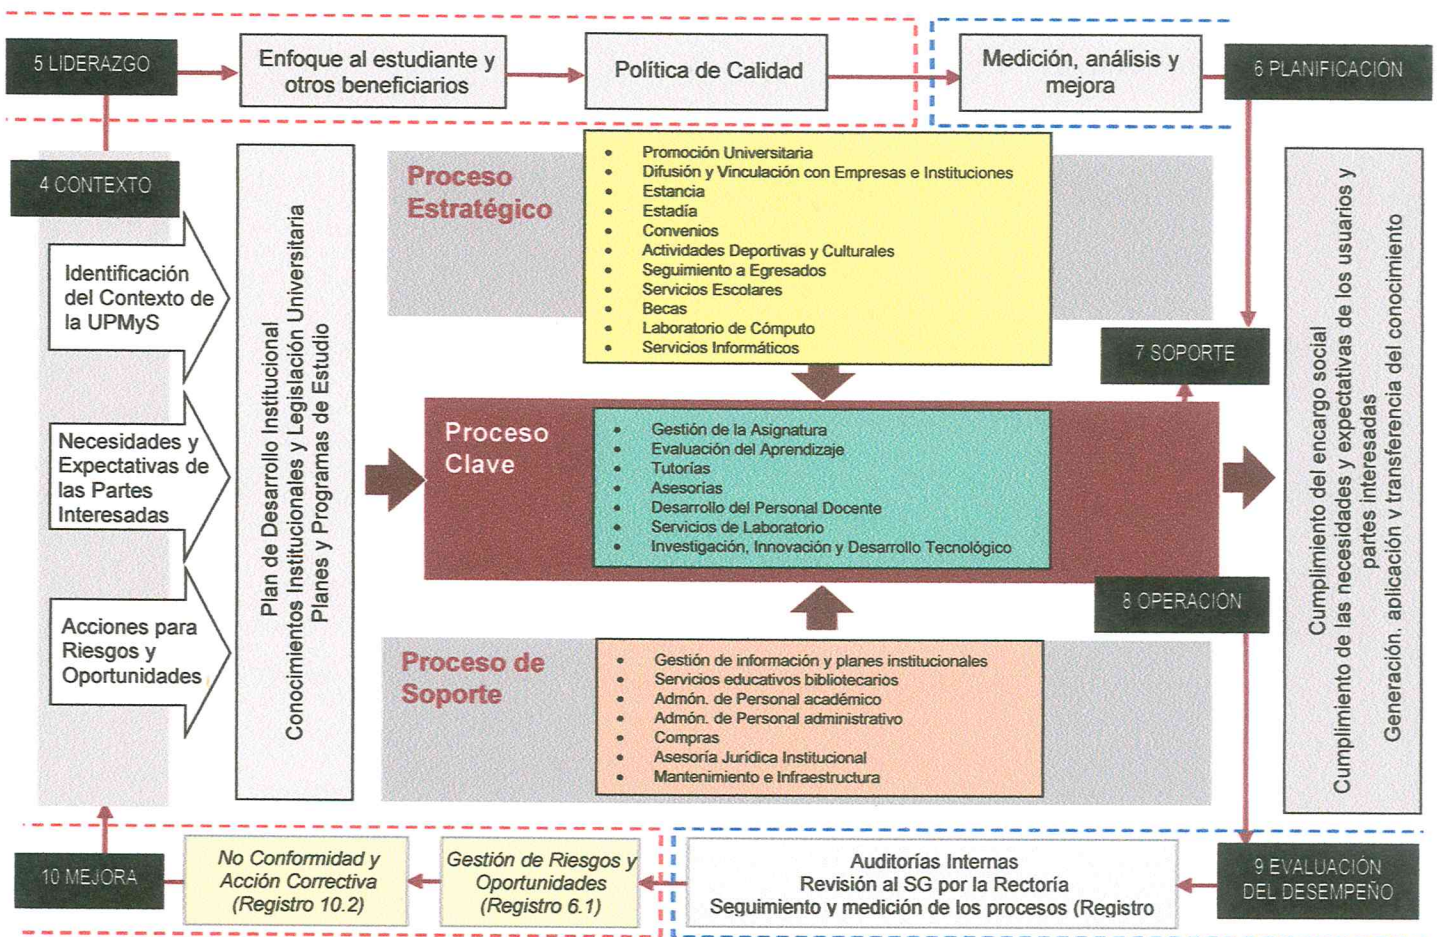 5 LIDERAZGO
Enfoque al estudiante y
otros beneficiarios
Política de Calidad
Medición, análisis y
mejora
6 PLANIFICACIÓN
4 CONTEXTO
Identificación
del Contexto de
la UPMyS
Necesidades y
Expectativas de
las Partes
Interesadas
Acciones para
Riesgos y
Oportunidades
Plan de Desarrollo Institucional
Conocimientos Institucionales y Legislación Universitaria
Planes y Programas de Estudio
Proceso
Estratégico
• Promoción Universitaria
• Difusión y Vinculación con Empresas e Instituciones
• Estancia
• Estadía
• Convenios
• Actividades Deportivas y Culturales
• Seguimiento a Egresados
• Servicios Escolares
• Becas
• Laboratorio de Cómputo
• Servicios Informáticos
7 SOPORTE
Proceso
Clave
• Gestión de la Asignatura
• Evaluación del Aprendizaje
• Tutorías
• Asesorías
• Desarrollo del Personal Docente
• Servicios de Laboratorio
• Investigación, Innovación y Desarrollo Tecnológico
8 OPERACIÓN
Proceso de
Soporte
• Gestión de información y planes institucionales
• Servicios educativos bibliotecarios
• Admón. de Personal académico
• Admón. de Personal administrativo
• Compras
• Asesoría Jurídica Institucional
• Mantenimiento e Infraestructura
Cumplimiento del encargo social
Cumplimiento de las necesidades y expectativas de los usuarios y
partes interesadas
Generación, aplicación y transferencia del conocimiento
10 MEJORA
No Conformidad y
Acción Correctiva
(Registro 10.2)
Gestión de Riesgos y
Oportunidades
(Registro 6.1)
Auditorías Internas
Revisión al SG por la Rectoría
Seguimiento y medición de los procesos (Registro
9 EVALUACIÓN
DEL DESEMPEÑO